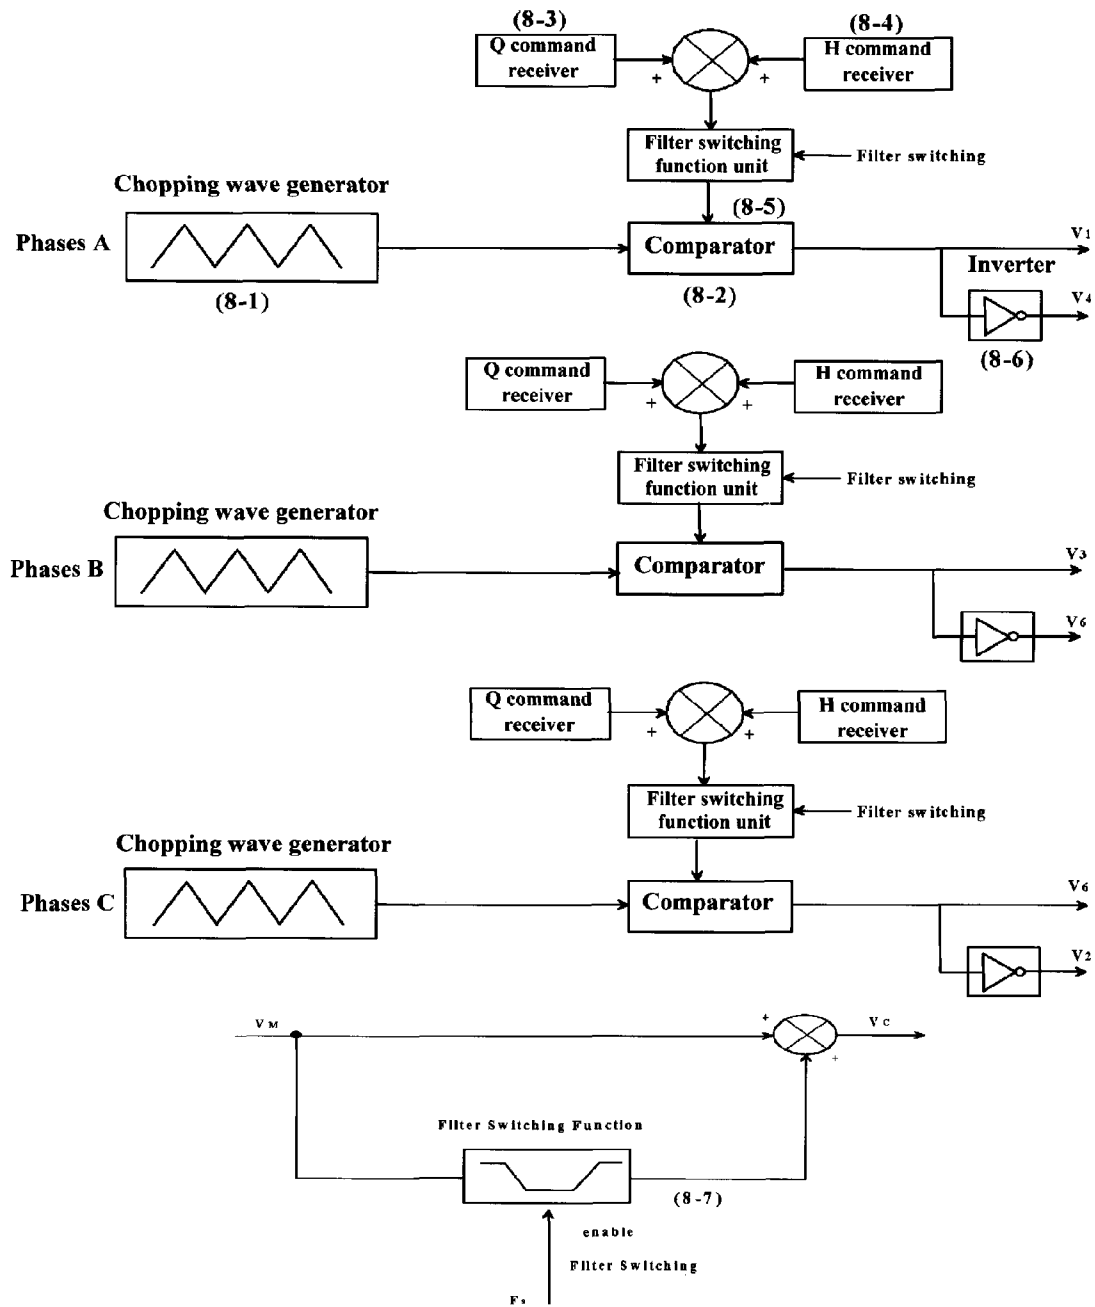 (8-3)
(8-4)
Q command
receiver
H command
receiver
+
+
Filter switching
function unit
Filter switching
Chopping wave generator
(8-5)
Phases A
Comparator
V1
Inverter
(8-1)
(8-2)
V4
(8-6)
Q command
receiver
H command
receiver
+
+
Filter switching
function unit
Filter switching
Chopping wave generator
Phases B
Comparator
V3
V6
Q command
receiver
H command
receiver
+
+
Filter switching
function unit
Filter switching
Chopping wave generator
Phases C
Comparator
V6
V2
VM
+
VC
+
Filter Switching Function
(8-7)
enable
Filter Switching